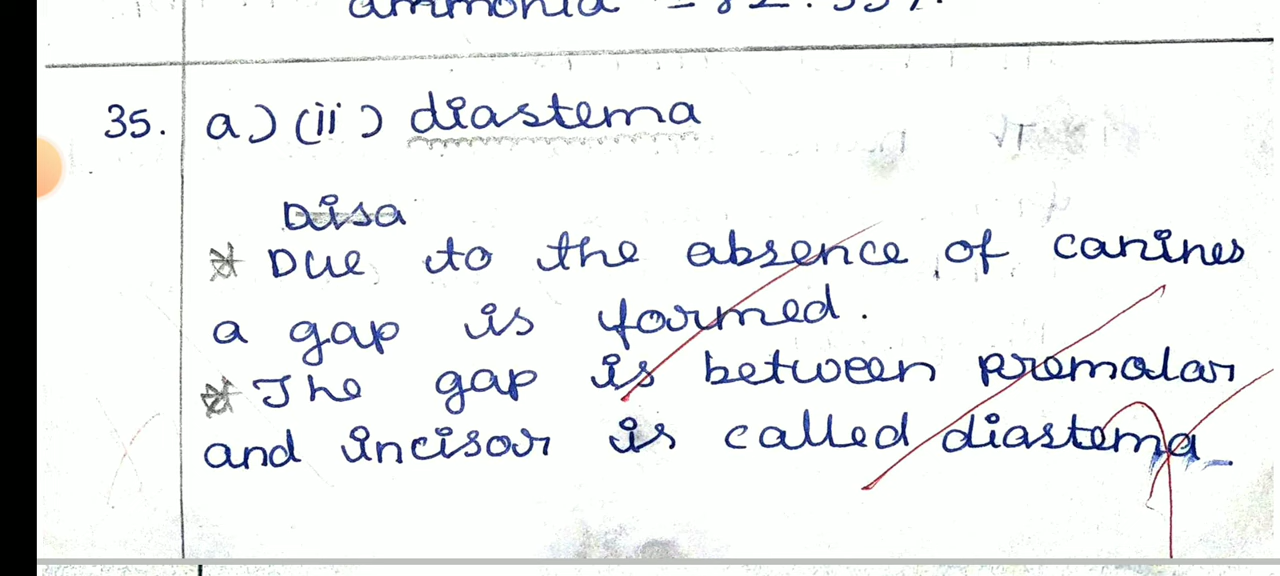 35. a) (ii) diastema
Disa
* Due to the absence of canines
a gap is formed.
* The gap is between premolar
and incisor is called diastema